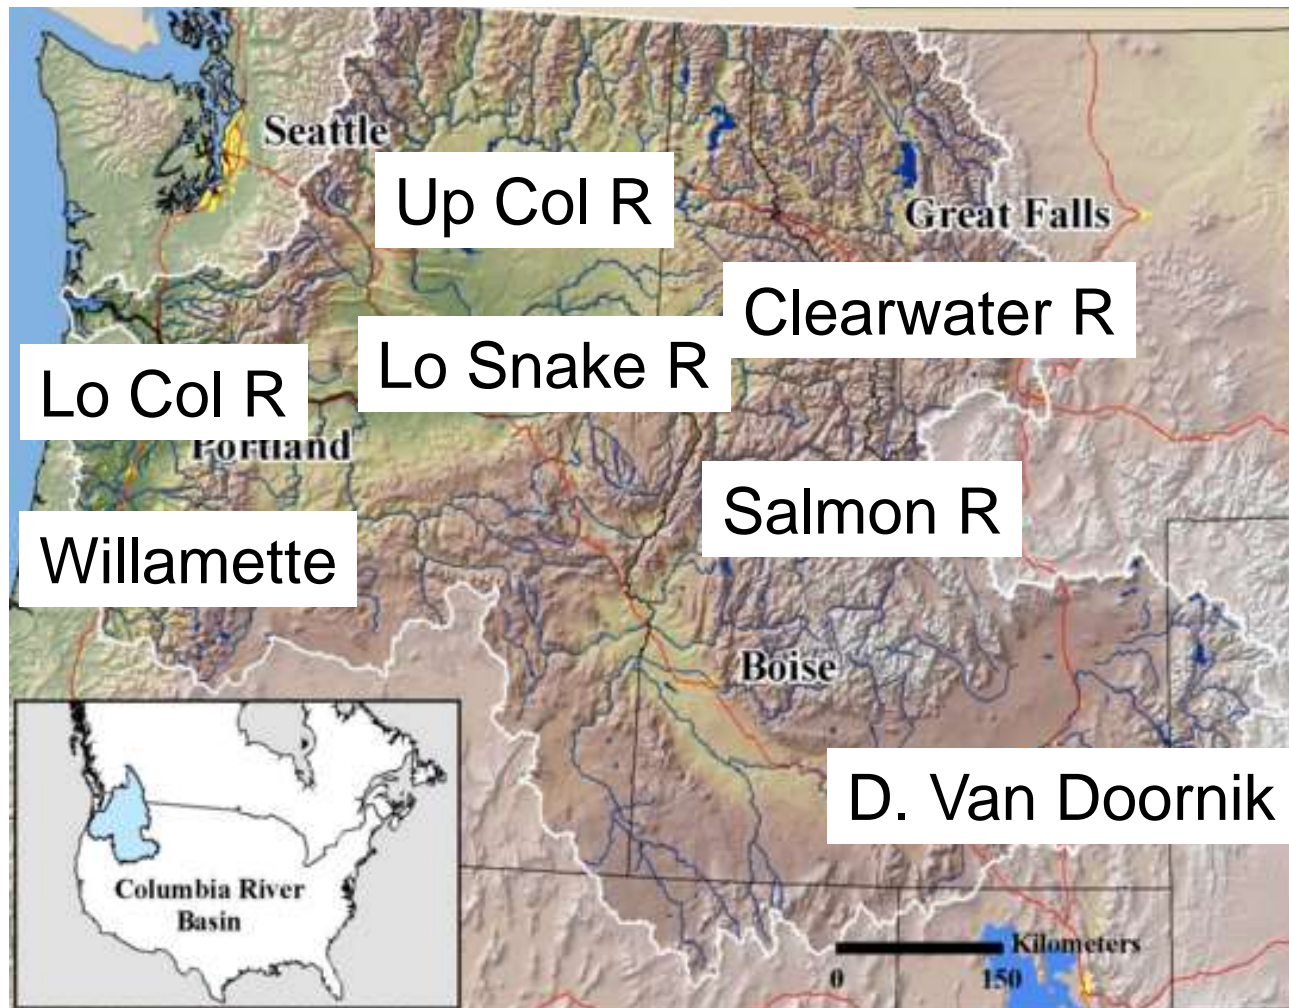 Seattle
Up Col R
Great Falls
Clearwater R
Lo Snake R
Lo Col R
Portland
Salmon R
Willamette
Boise
D. Van Doornik
Columbia River
Basin
Kilometers
0 150